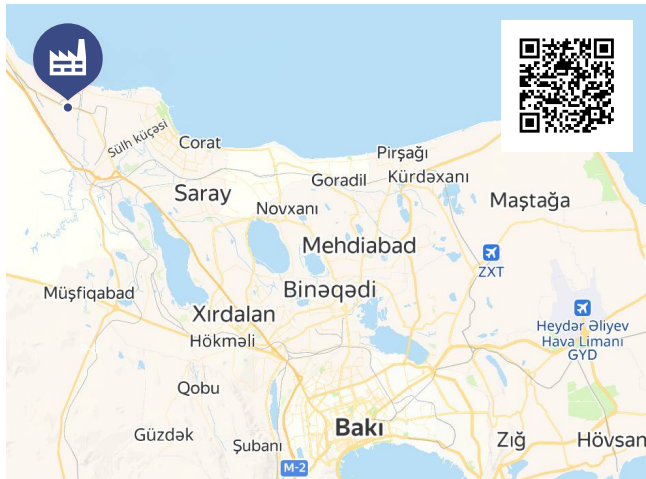 Sülh küçəsi
Corat
Pirşağı
Goradil
Kürdəxanı
Saray
Maştağa
Novxanı
Mehdiabad
ZXT
Binəqədi
Müşfiqabad
Xırdalan
Heydər Əliyev
Hava Limanı
GYD
Hökməli
Qobu
Bakı
Güzdək
Şubanı
Zığ
Hövsan
M-2